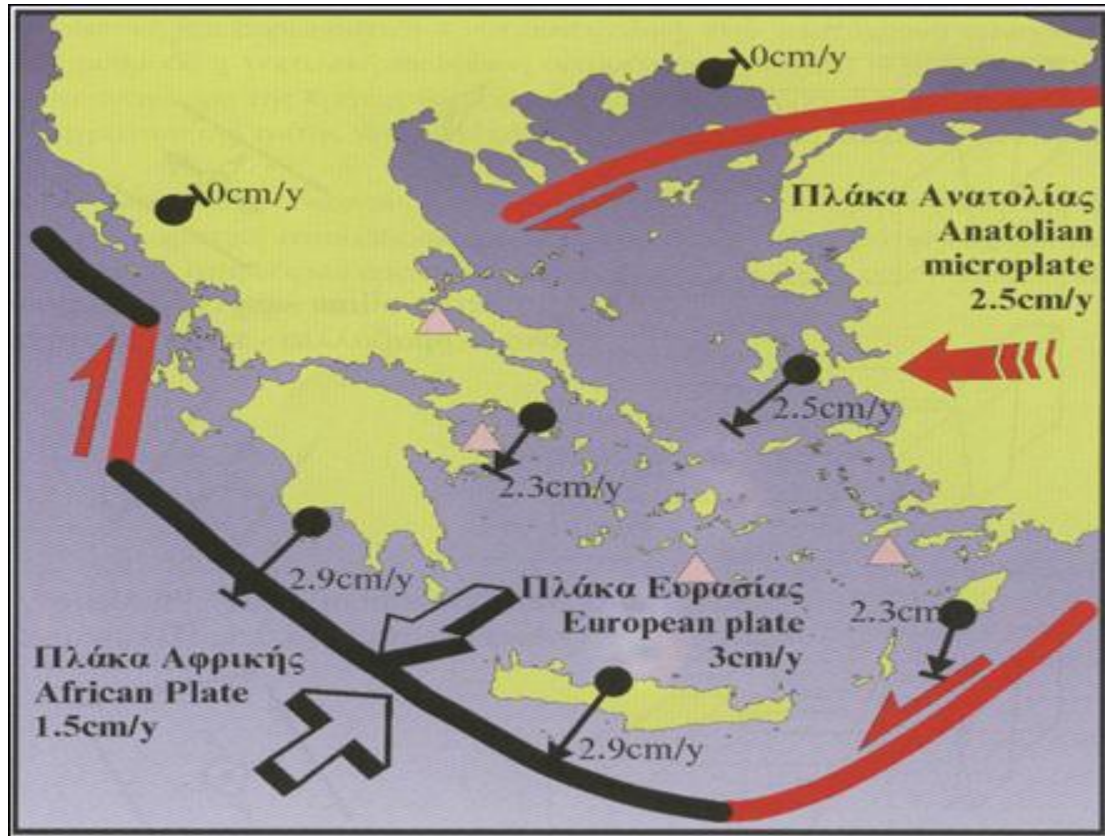 0cm/y
0cm/y
Πλάκα Ανατολίας
Anatolian
microplate
2.5cm/y
2.5cm/y
2.3cm/y
2.9cm/y
Πλάκα Ευρασίας
European plate
3cm/y
2.3cm
Πλάκα Αφρικής
African Plate
1.5cm/y
2.9cm/y